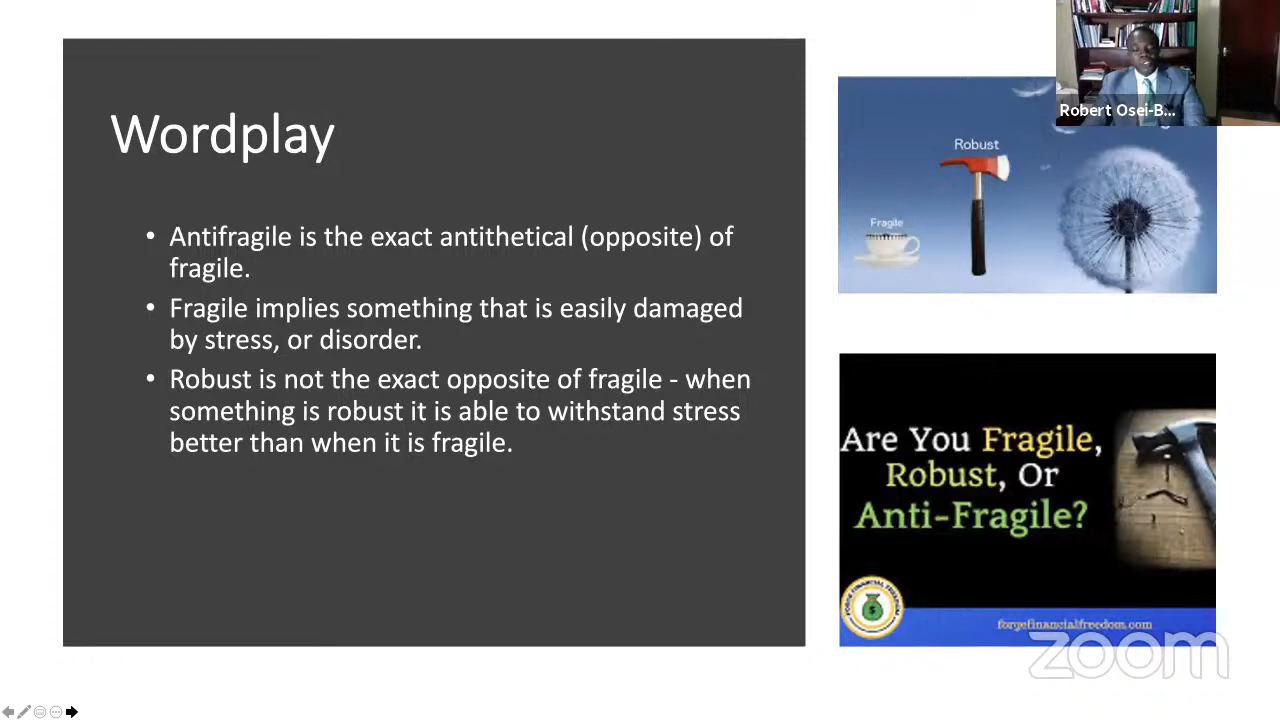 Wordplay
• Antifragile is the exact antithetical (opposite) of
fragile.
• Fragile implies something that is easily damaged
by stress, or disorder.
• Robust is not the exact opposite of fragile - when
something is robust it is able to withstand stress
better than when it is fragile.
Robert Osei-B...
Robust
Fragile
Are You Fragile,
Robust, Or
Anti-Fragile?
FORGE FINANCIAL FREEDOM
$
forgefinancialfreedom.com
zoom